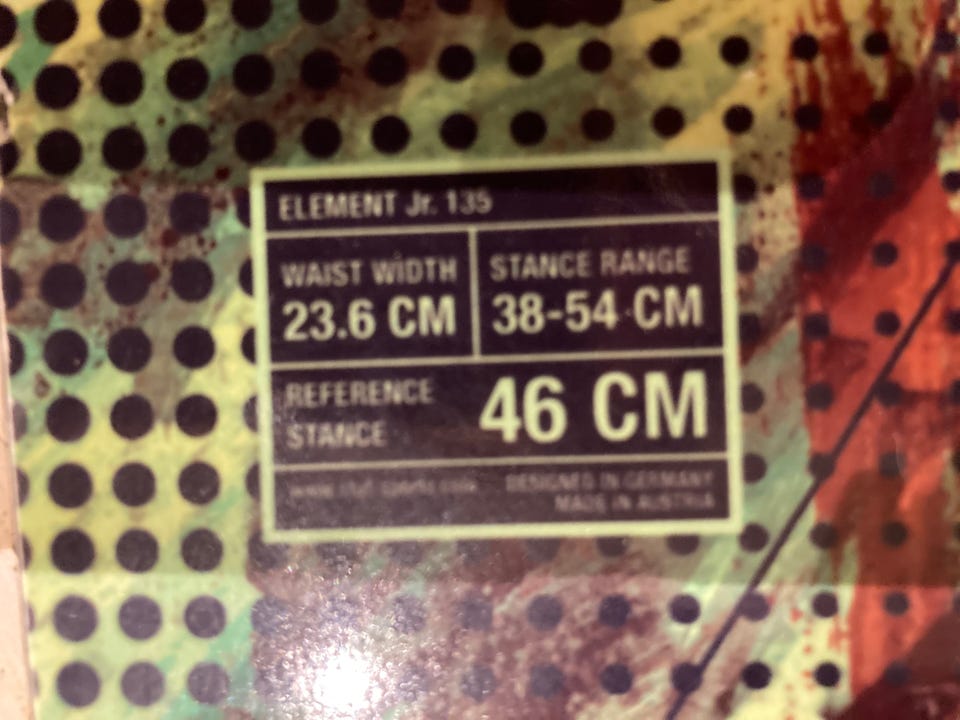 ELEMENT Jr. 135
WAIST WIDTH
23.6 CM
STANCE RANGE
38-54 CM
REFERENCE
STANCE
46 CM
DESIGNED IN GERMANY
MADE IN AUSTRIA